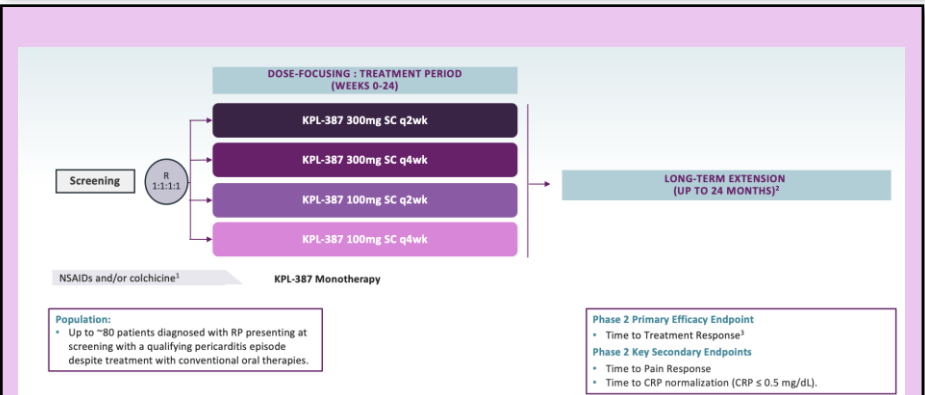 DOSE-FOCUSING : TREATMENT PERIOD
(WEEKS 0-24)
KPL-387 300mg SC q2wk
KPL-387 300mg SC q4wk
Screening
R
1:1:1:1
KPL-387 100mg SC q2wk
KPL-387 100mg SC q4wk
LONG-TERM EXTENSION
(UP TO 24 MONTHS)²
NSAIDs and/or colchicine¹
KPL-387 Monotherapy
Population:
• Up to ~80 patients diagnosed with RP presenting at
screening with a qualifying pericarditis episode
despite treatment with conventional oral therapies.
Phase 2 Primary Efficacy Endpoint
• Time to Treatment Response³
Phase 2 Key Secondary Endpoints
• Time to Pain Response
• Time to CRP normalization (CRP ≤ 0.5 mg/dL).